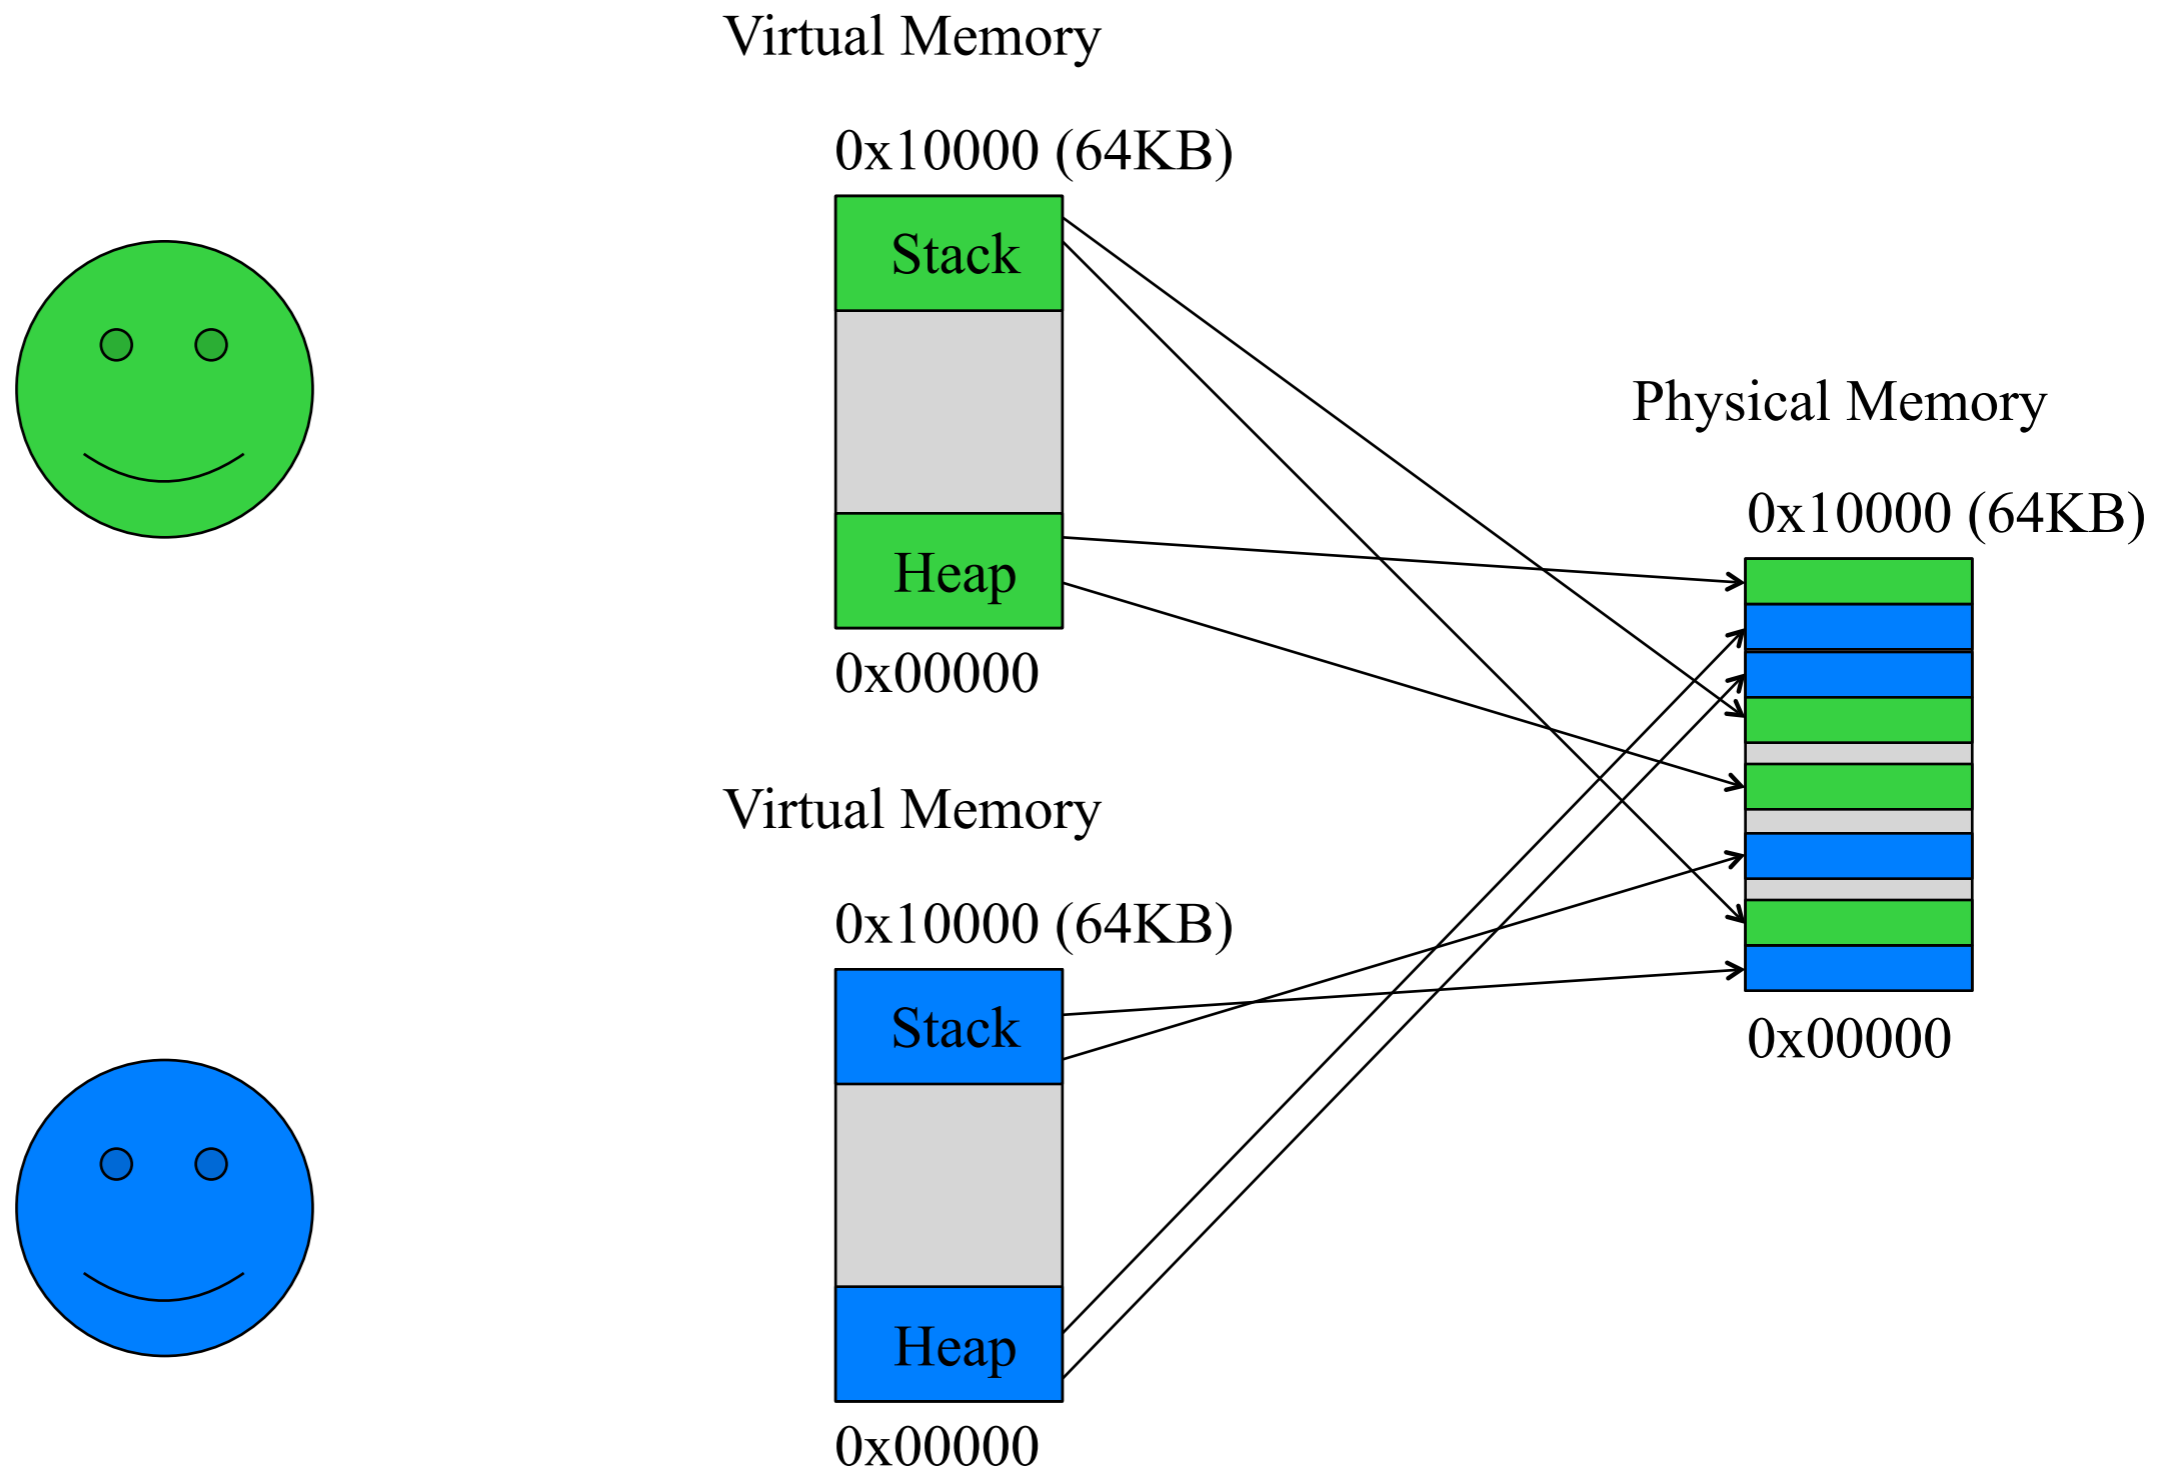 Virtual Memory
0x10000 (64KB)
Stack
Heap
0x00000
Physical Memory
0x10000 (64KB)
0x00000
Virtual Memory
0x10000 (64KB)
Stack
Heap
0x00000